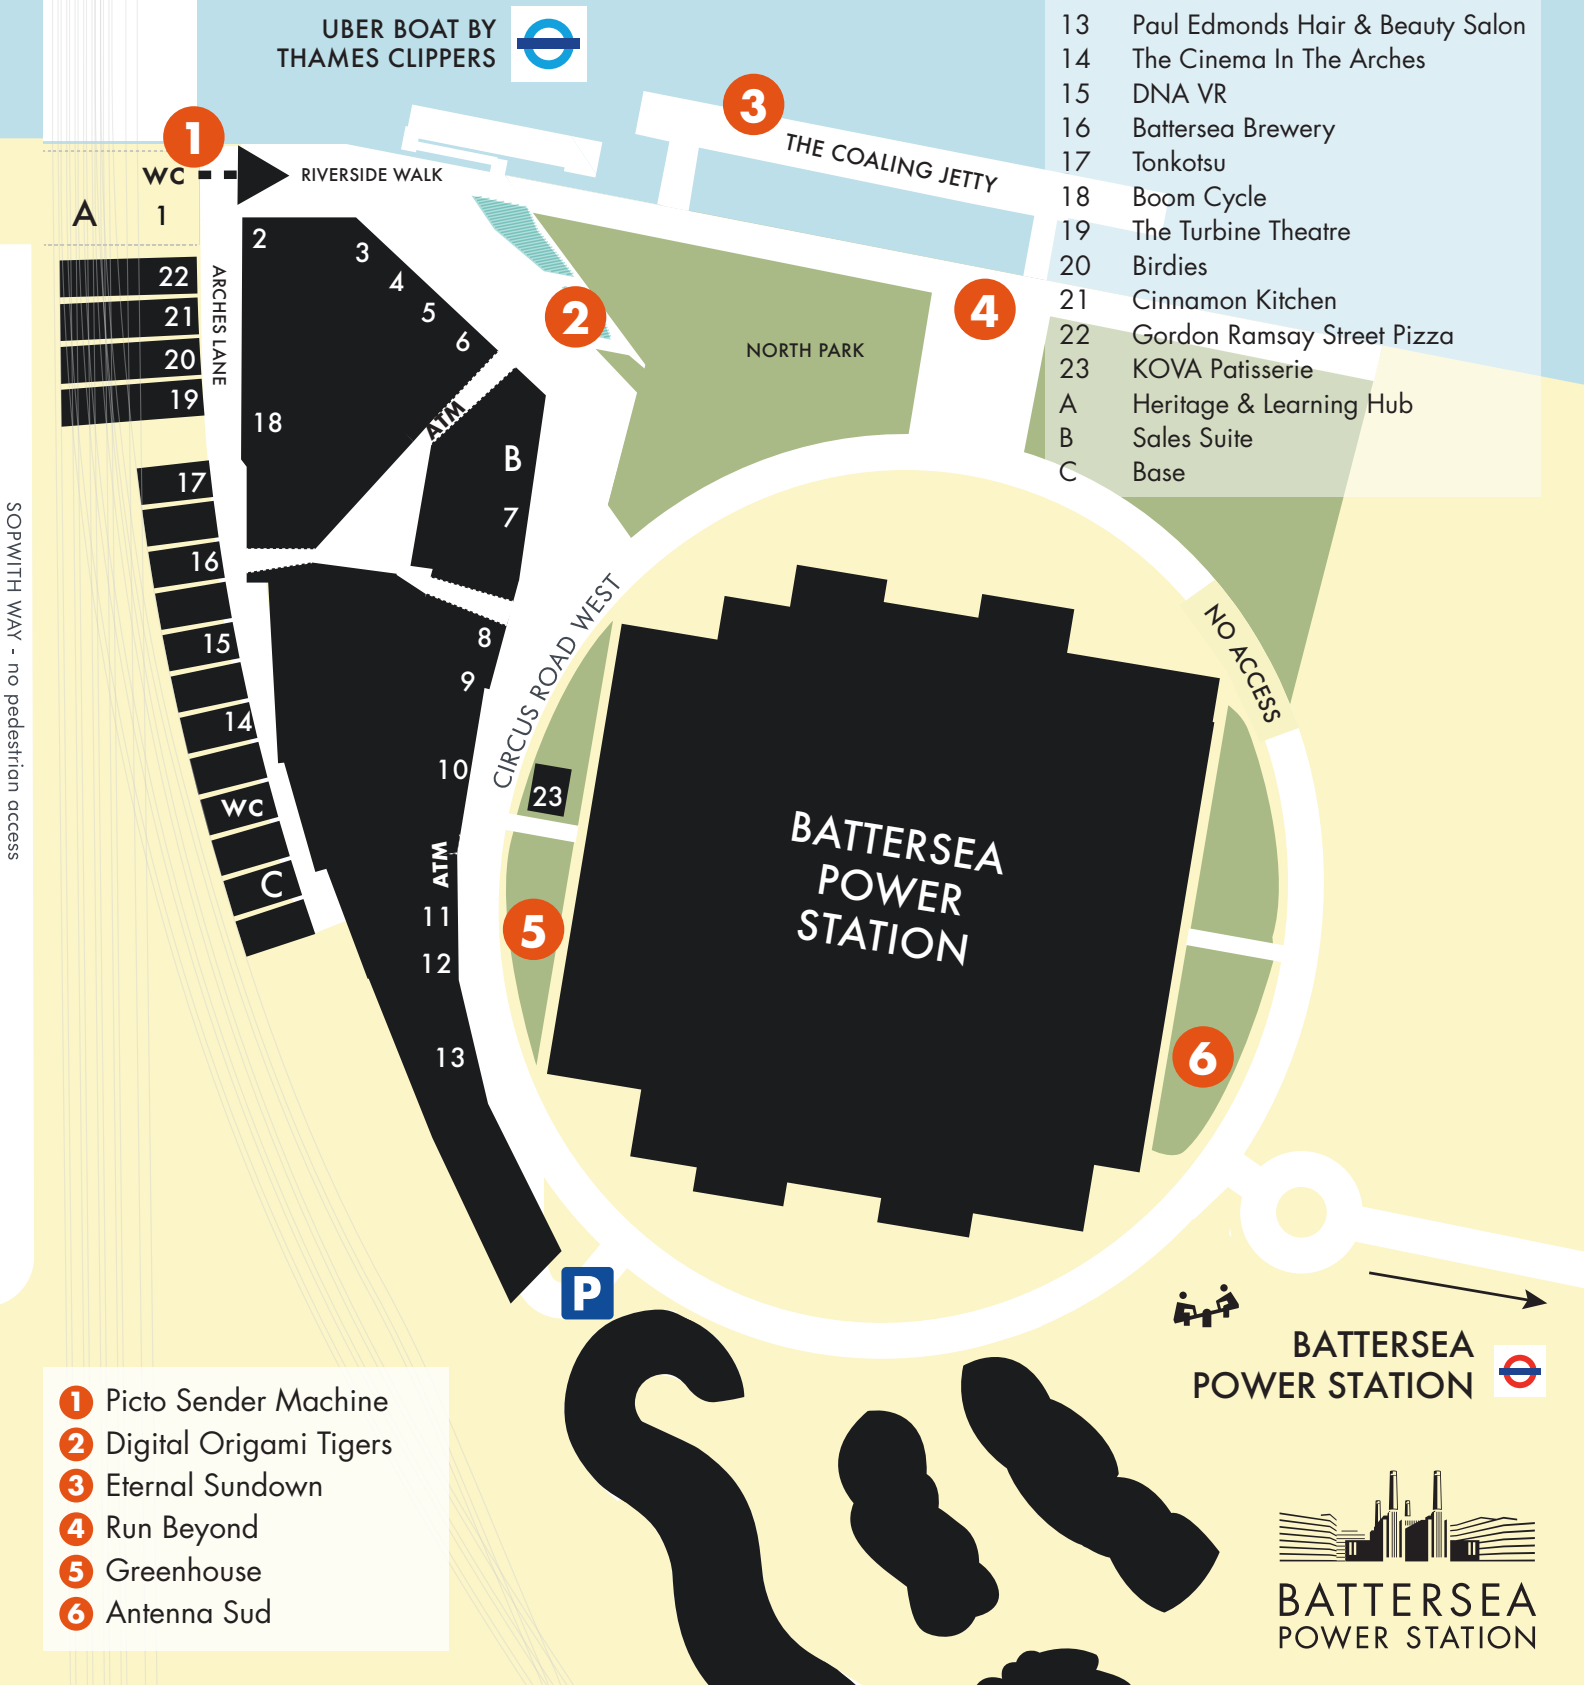 UBER BOAT BY
THAMES CLIPPERS
13 Paul Edmonds Hair & Beauty Salon
14 The Cinema In The Arches
15 DNA VR
16 Battersea Brewery
17 Tonkotsu
18 Boom Cycle
19 The Turbine Theatre
20 Birdies
21 Cinnamon Kitchen
22 Gordon Ramsay Street Pizza
23 KOVA Patisserie
A Heritage & Learning Hub
B Sales Suite
C Base
1
3
THE COALING JETTY
WC
RIVERSIDE WALK
A 1
2
3
4
5
6
22
21
20
19
ARCHES LANE
18
ATM
2
NORTH PARK
4
B
7
17
16
15
14
WC
C
SOPWITH WAY - no pedestrian access
CIRCUS ROAD WEST
NO ACCESS
8
9
10
23
ATM
11
12
13
5
BATTERSEA
POWER
STATION
6
P
BATTERSEA
POWER STATION
1 Picto Sender Machine
2 Digital Origami Tigers
3 Eternal Sundown
4 Run Beyond
5 Greenhouse
6 Antenna Sud
BATTERSEA
POWER STATION